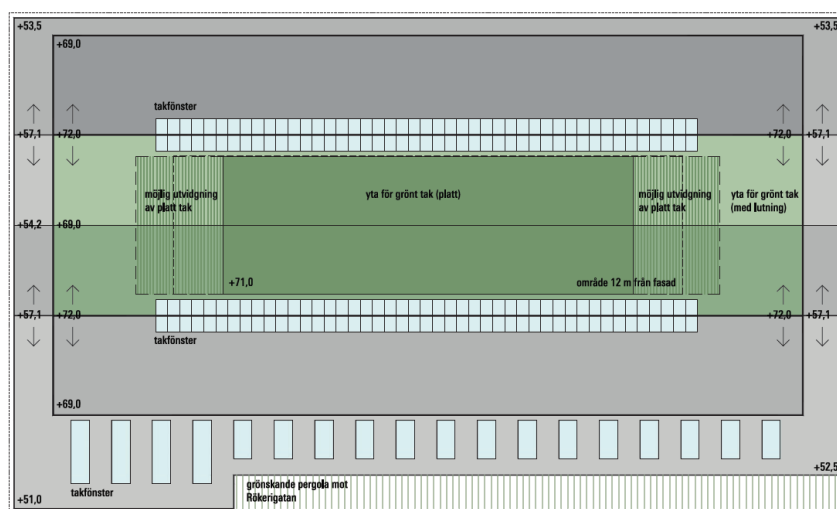 +53,5
+53,5
+69,0
takfönster
+57,1
+72,0
+72,0
+57,1
möjlig utvidgning
av platt tak
yta för grönt tak (platt)
möjlig utvidgning
av platt tak
yta för grönt tak
(med lutning)
+54,2
+69,0
+71,0
område 12 m från fasad
+57,1
+72,0
+72,0
+57,1
takfönster
+69,0
+52,5
takfönster
grönskande pergola mot
Rökerigatan
+51,0